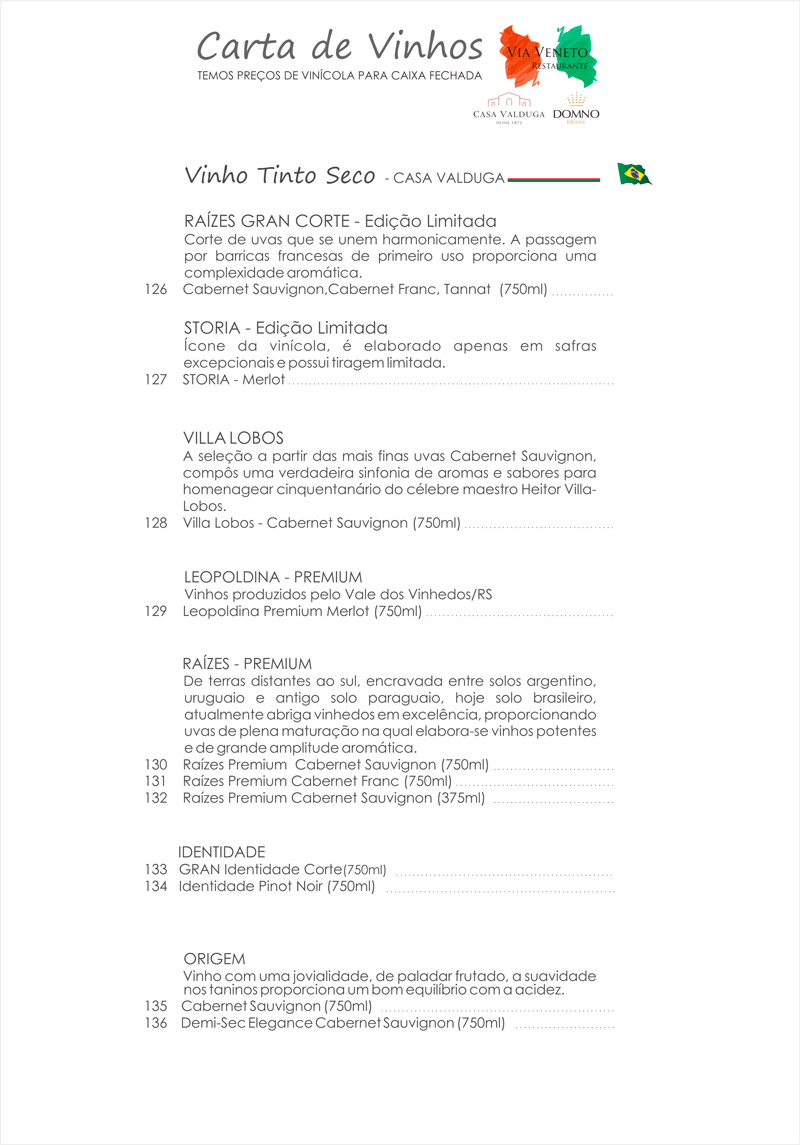 Carta de Vinhos
TEMOS PREÇOS DE VINÍCOLA PARA CAIXA FECHADA
VIA VENETO
RESTAURANTE
CASA VALDUGA
DESDE 1875
DOMNO
Vinho Tinto Seco - CASA VALDUGA
RAÍZES GRAN CORTE - Edição Limitada
Corte de uvas que se unem harmonicamente. A passagem
por barricas francesas de primeiro uso proporciona uma
complexidade aromática.
126 Cabernet Sauvignon,Cabernet Franc, Tannat (750ml) ...............
STORIA - Edição Limitada
Ícone da vinícola, é elaborado apenas em safras
excepcionais e possui tiragem limitada.
127 STORIA - Merlot ...............
VILLA LOBOS
A seleção a partir das mais finas uvas Cabernet Sauvignon,
compôs uma verdadeira sinfonia de aromas e sabores para
homenagear cinquentanário do célebre maestro Heitor Villa-
Lobos.
128 Villa Lobos - Cabernet Sauvignon (750ml) ...............
LEOPOLDINA - PREMIUM
Vinhos produzidos pelo Vale dos Vinhedos/RS
129 Leopoldina Premium Merlot (750ml) ...............
RAÍZES - PREMIUM
De terras distantes ao sul, encravada entre solos argentino,
uruguaio e antigo solo paraguaio, hoje solo brasileiro,
atualmente abriga vinhedos em excelência, proporcionando
uvas de plena maturação na qual elabora-se vinhos potentes
e de grande amplitude aromática.
130 Raízes Premium Cabernet Sauvignon (750ml) ...............
131 Raízes Premium Cabernet Franc (750ml) ...............
132 Raízes Premium Cabernet Sauvignon (375ml) ...............
IDENTIDADE
133 GRAN Identidade Corte(750ml) ...............
134 Identidade Pinot Noir (750ml) ...............
ORIGEM
Vinho com uma jovialidade, de paladar frutado, a suavidade
nos taninos proporciona um bom equilíbrio com a acidez.
135 Cabernet Sauvignon (750ml) ...............
136 Demi-Sec Elegance Cabernet Sauvignon (750ml) ...............